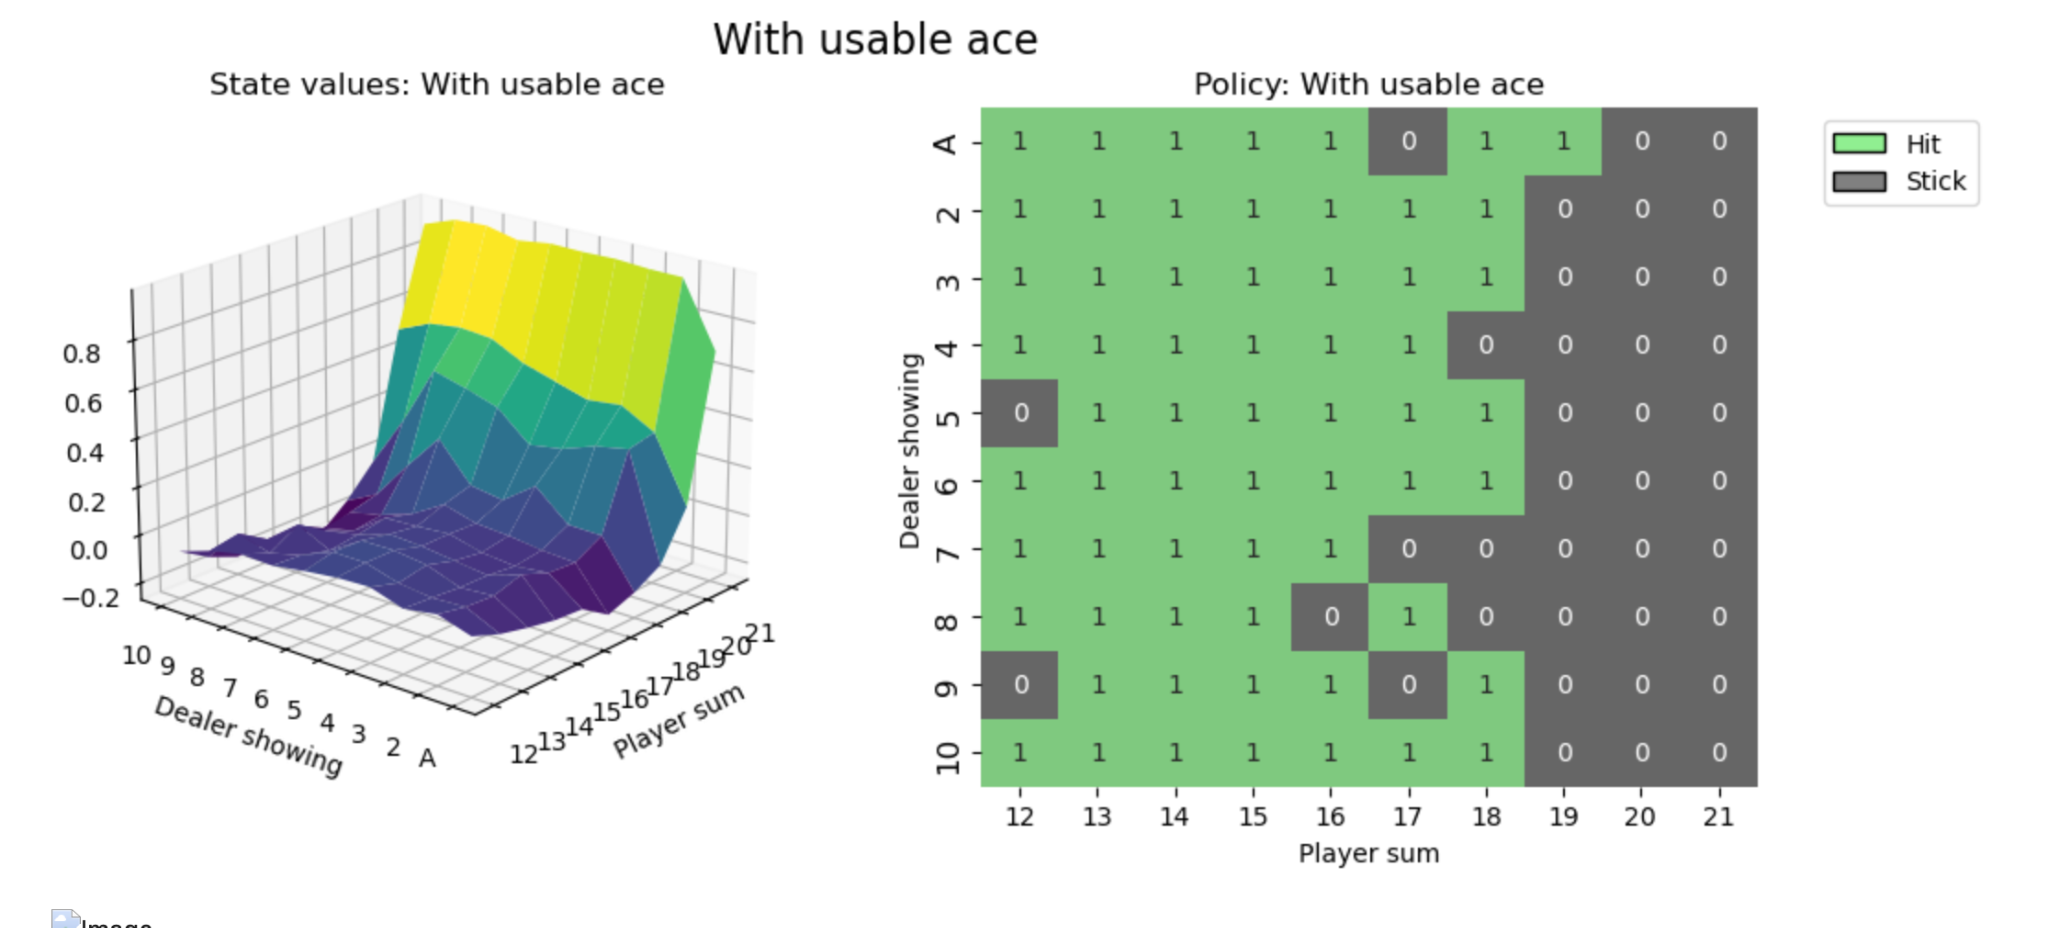 With usable ace
State values: With usable ace
0.8
0.6
0.4
0.2
0.0
−0.2
10 9 8 7 6 5 4 3 2 A
Dealer showing
12 13 14 15 16 17 18 19 20 21
Player sum
Policy: With usable ace
A 1 1 1 1 1 0 1 1 0 0
2 1 1 1 1 1 1 1 0 0 0
3 1 1 1 1 1 1 1 0 0 0
4 1 1 1 1 1 1 0 0 0 0
5 0 1 1 1 1 1 1 0 0 0
6 1 1 1 1 1 1 1 0 0 0
7 1 1 1 1 1 0 0 0 0 0
8 1 1 1 1 0 1 0 0 0 0
9 0 1 1 1 1 0 1 0 0 0
10 1 1 1 1 1 1 1 0 0 0
Dealer showing
12 13 14 15 16 17 18 19 20 21
Player sum
Hit
Stick
Image